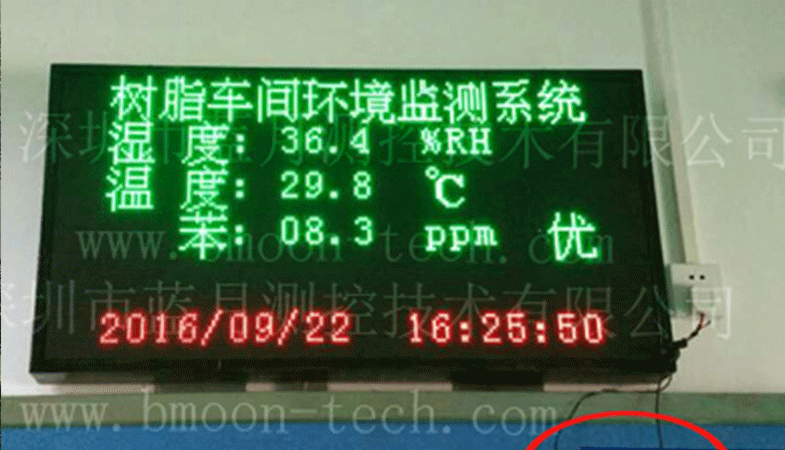 树脂车间环境监测系统
湿 度: 36.4 %RH
深圳市蓝月测控技术有限公司
温 度: 29.8 ℃
苯: 08.3 ppm 优
www.bmoon-tech.com
深圳市蓝月测控技术有限公司
2016/09/22 16:25:50
www.bmoon-tech.com